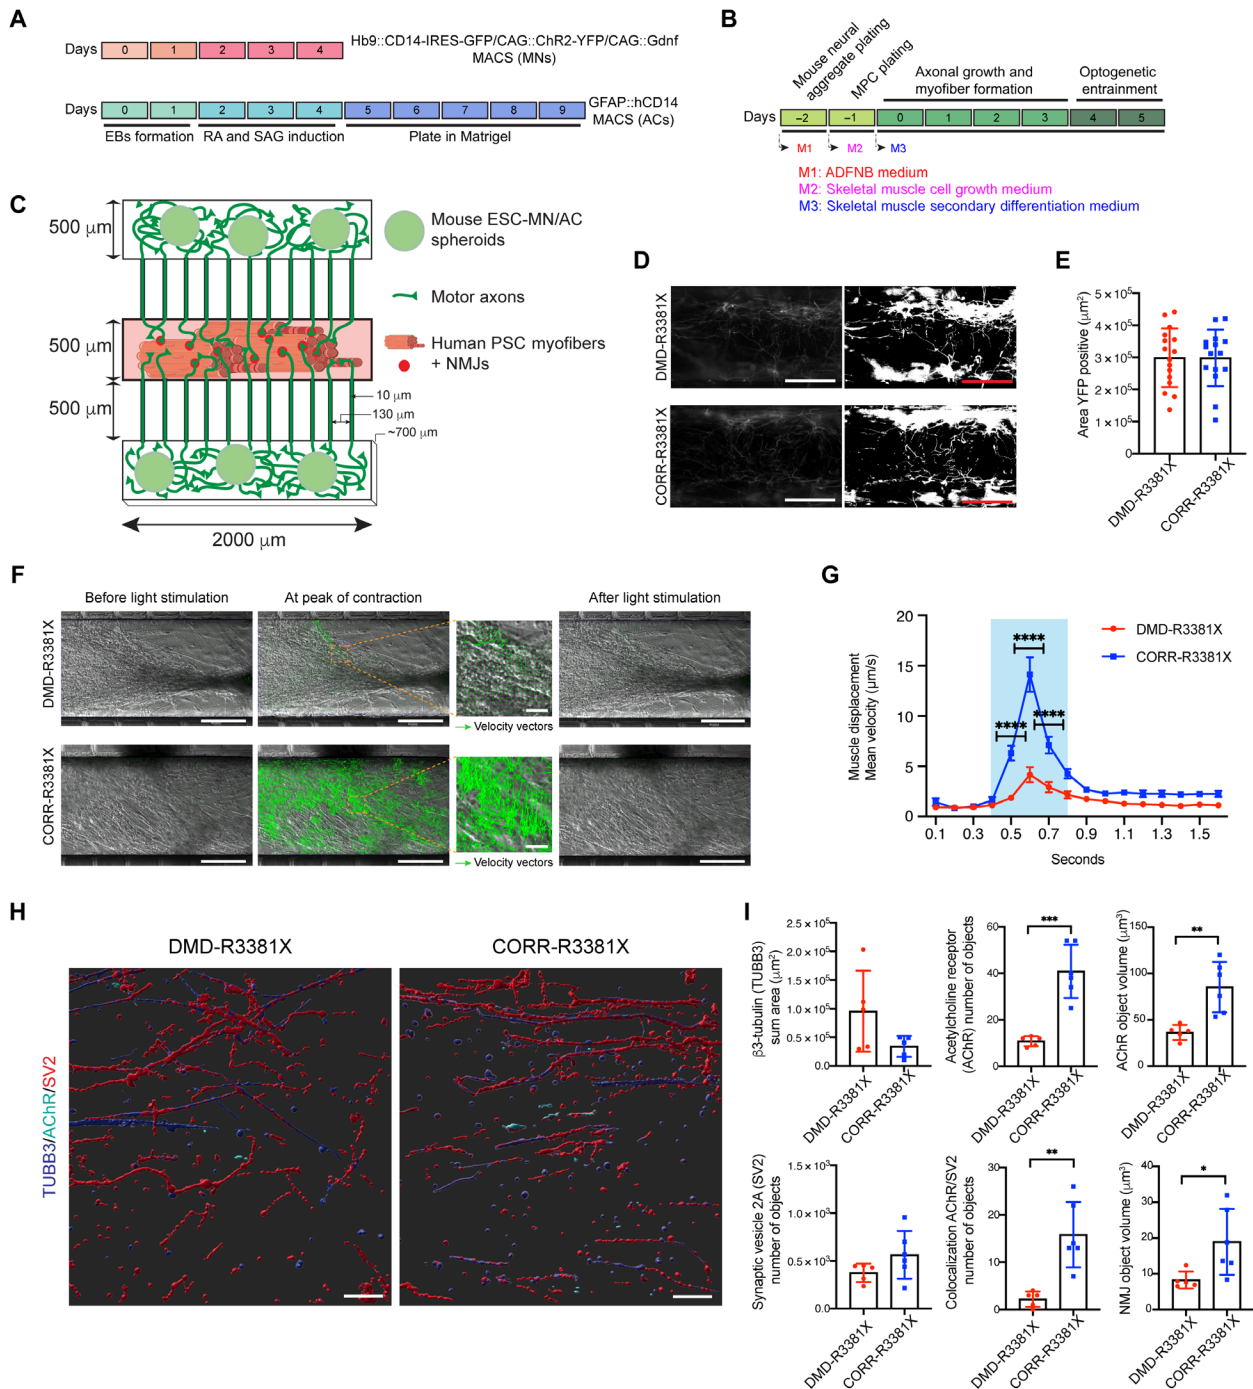 A
Days
0 1 2 3 4
Hb9::CD14-IRES-GFP/CAG::ChR2-YFP/CAG::Gdnf
MACS (MNs)
Days
0 1 2 3 4 5 6 7 8 9
GFAP::hCD14
MACS (ACs)
EBs formation
RA and SAG induction
Plate in Matrigel
B
Mouse neural
aggregate plating
MPC plating
Axonal growth and
myofiber formation
Optogenetic
entrainment
Days
–2 –1 0 1 2 3 4 5
M1 M2 M3
M1: ADFNB medium
M2: Skeletal muscle cell growth medium
M3: Skeletal muscle secondary differentiation medium
C
500 μm
500 μm
500 μm
Mouse ESC-MN/AC
spheroids
Motor axons
Human PSC myofibers
+ NMJs
10 μm
130 μm
~700 μm
2000 μm
D
DMD-R3381X
CORR-R3381X
E
Area YFP positive (μm²)
5 × 10⁵
4 × 10⁵
3 × 10⁵
2 × 10⁵
1 × 10⁵
0
DMD-R3381X
CORR-R3381X
F
Before light stimulation
At peak of contraction
After light stimulation
DMD-R3381X
Velocity vectors
CORR-R3381X
Velocity vectors
G
Muscle displacement
Mean velocity (μm/s)
20
15
10
5
0
****
****
****
DMD-R3381X
CORR-R3381X
0.1 0.3 0.5 0.7 0.9 1.1 1.3 1.5
Seconds
H
DMD-R3381X
CORR-R3381X
TUBB3/AChR/SV2
I
β3-tubulin (TUBB3)
sum area (μm²)
2.5 × 10⁵
2.0 × 10⁵
1.5 × 10⁵
1.0 × 10⁵
0.5 × 10⁵
0.0
DMD-R3381X
CORR-R3381X
Acetylcholine receptor
(AChR) number of objects
60
40
20
0
***
DMD-R3381X
CORR-R3381X
AChR object volume (μm³)
150
100
50
0
**
DMD-R3381X
CORR-R3381X
Synaptic vesicle 2A (SV2)
number of objects
1.5 × 10³
1.0 × 10³
0.5 × 10³
0.0
DMD-R3381X
CORR-R3381X
Colocalization AChR/SV2
number of objects
30
20
10
0
**
DMD-R3381X
CORR-R3381X
NMJ object volume (μm³)
40
30
20
10
0
*
DMD-R3381X
CORR-R3381X